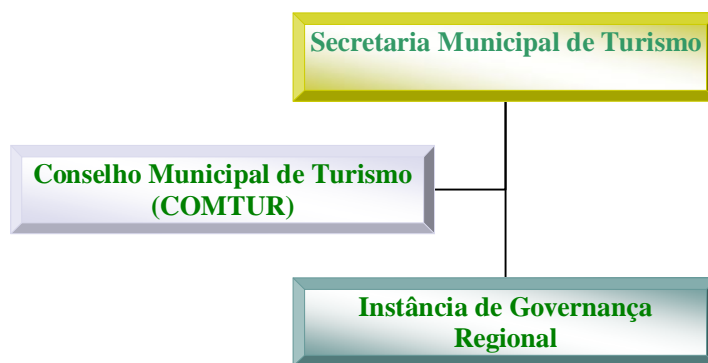 Secretaria Municipal de Turismo
Conselho Municipal de Turismo
(COMTUR)
Instância de Governança
Regional